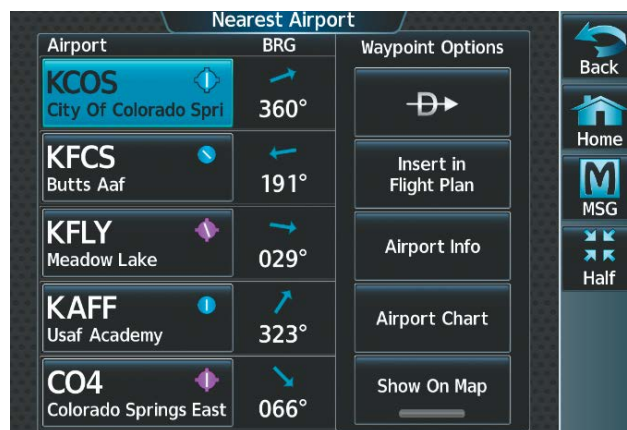 Nearest Airport
Airport
BRG
KCOS
City Of Colorado Spri
360°
KFCS
Butts Aaf
191°
KFLY
Meadow Lake
029°
KAFF
Usaf Academy
323°
CO4
Colorado Springs East
066°
Waypoint Options
D
Insert in
Flight Plan
Airport Info
Airport Chart
Show On Map
Back
Home
M
MSG
Half